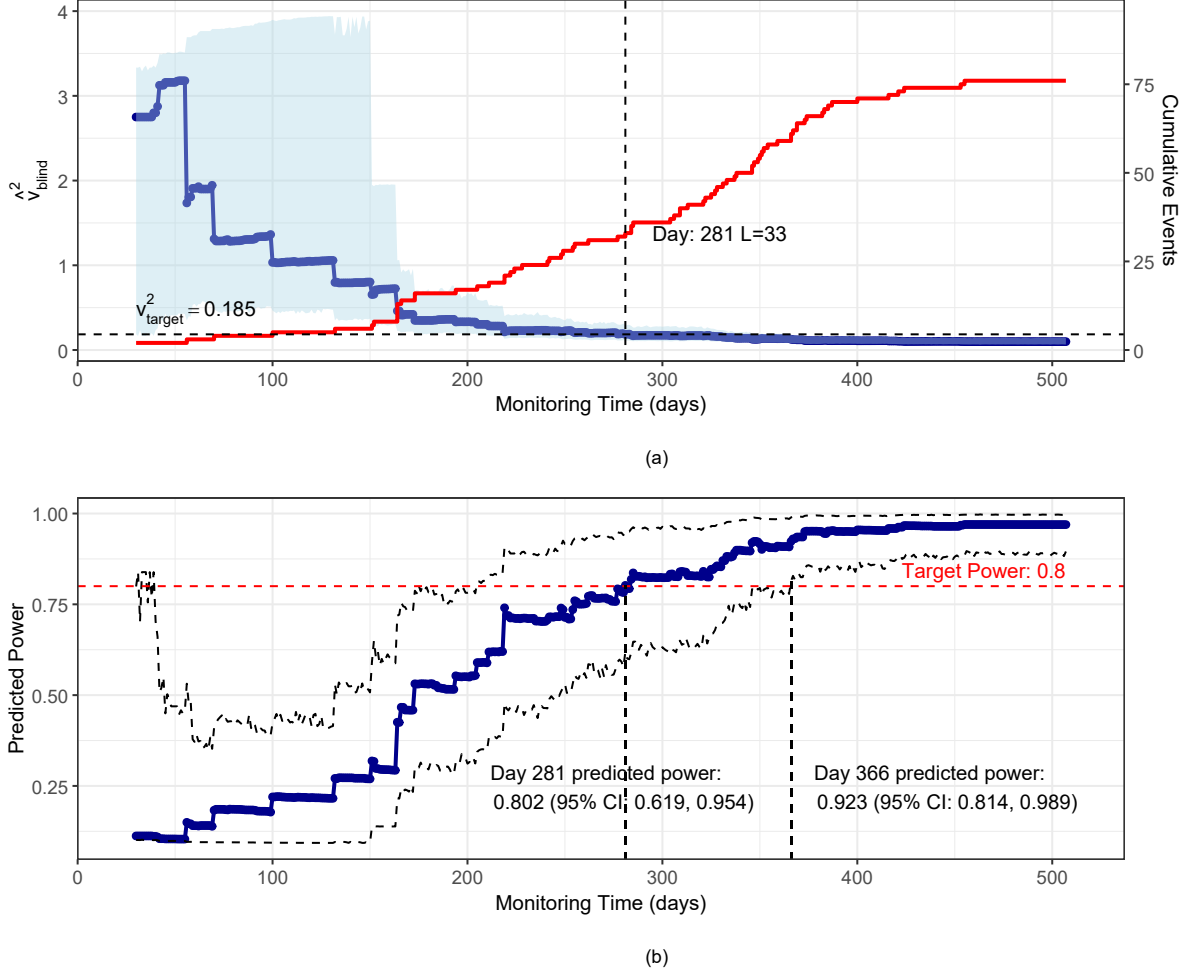 4
3
2
1
0
v̂²blind
75
50
25
0
Cumulative Events
Day: 281 L=33
v²target = 0.185
0 100 200 300 400 500
Monitoring Time (days)
(a)
1.00
0.75
0.50
0.25
Predicted Power
Target Power: 0.8
Day 281 predicted power:
0.802 (95% CI: 0.619, 0.954)
Day 366 predicted power:
0.923 (95% CI: 0.814, 0.989)
0 100 200 300 400 500
Monitoring Time (days)
(b)